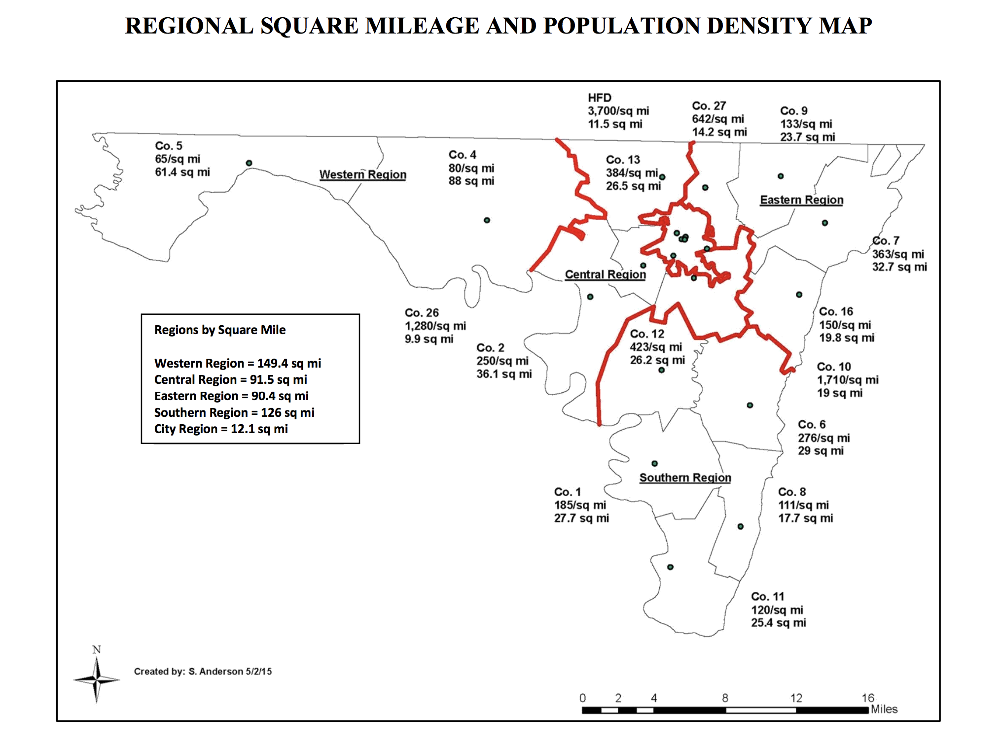 REGIONAL SQUARE MILEAGE AND POPULATION DENSITY MAP
HFD
3,700/sq mi
11.5 sq mi
Co. 27
642/sq mi
14.2 sq mi
Co. 9
133/sq mi
23.7 sq mi
Co. 5
65/sq mi
61.4 sq mi
Western Region
Co. 4
80/sq mi
88 sq mi
Co. 13
384/sq mi
26.5 sq mi
Eastern Region
Co. 7
363/sq mi
32.7 sq mi
Central Region
Co. 26
1,280/sq mi
9.9 sq mi
Co. 2
250/sq mi
36.1 sq mi
Co. 12
423/sq mi
26.2 sq mi
Co. 16
150/sq mi
19.8 sq mi
Co. 10
1,710/sq mi
19 sq mi
Regions by Square Mile
Western Region = 149.4 sq mi
Central Region = 91.5 sq mi
Eastern Region = 90.4 sq mi
Southern Region = 126 sq mi
City Region = 12.1 sq mi
Co. 6
276/sq mi
29 sq mi
Southern Region
Co. 1
185/sq mi
27.7 sq mi
Co. 8
111/sq mi
17.7 sq mi
Co. 11
120/sq mi
25.4 sq mi
N
Created by: S. Anderson 5/2/15
0 2 4 8 12 16
Miles